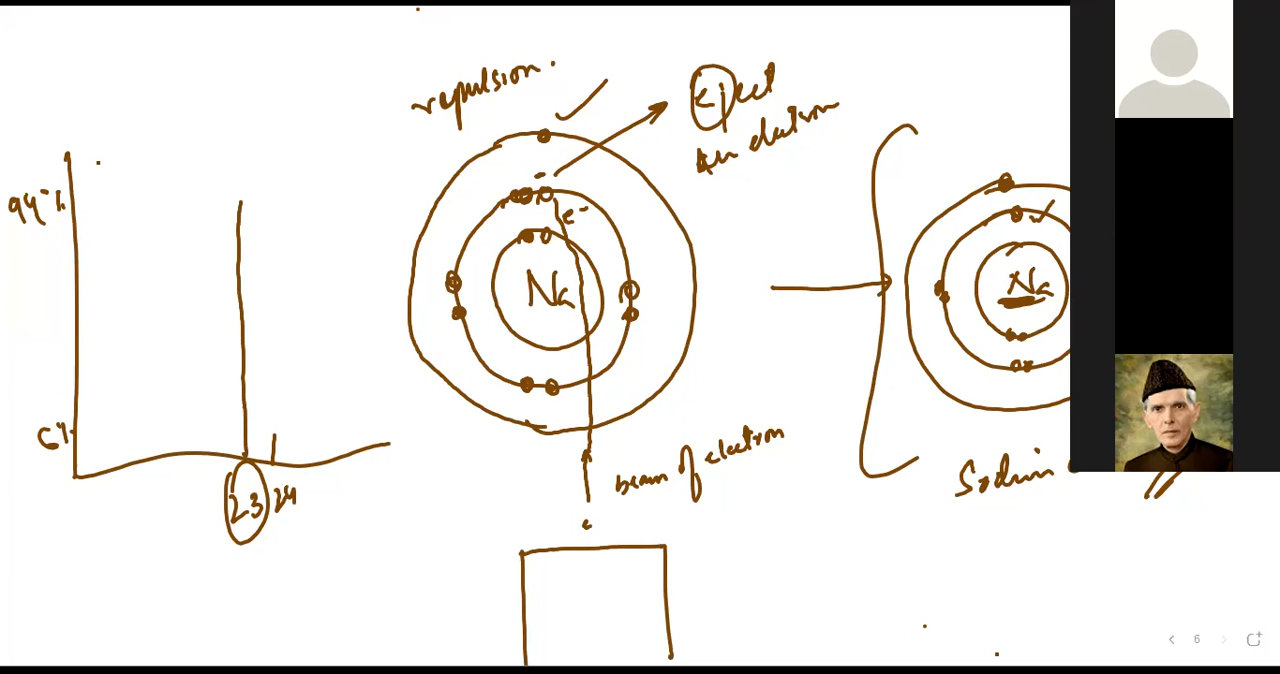 repulsion.
Eject
An electron
94%
e-
Na
Na
6%
beam of electron
23 24
Sodium
6